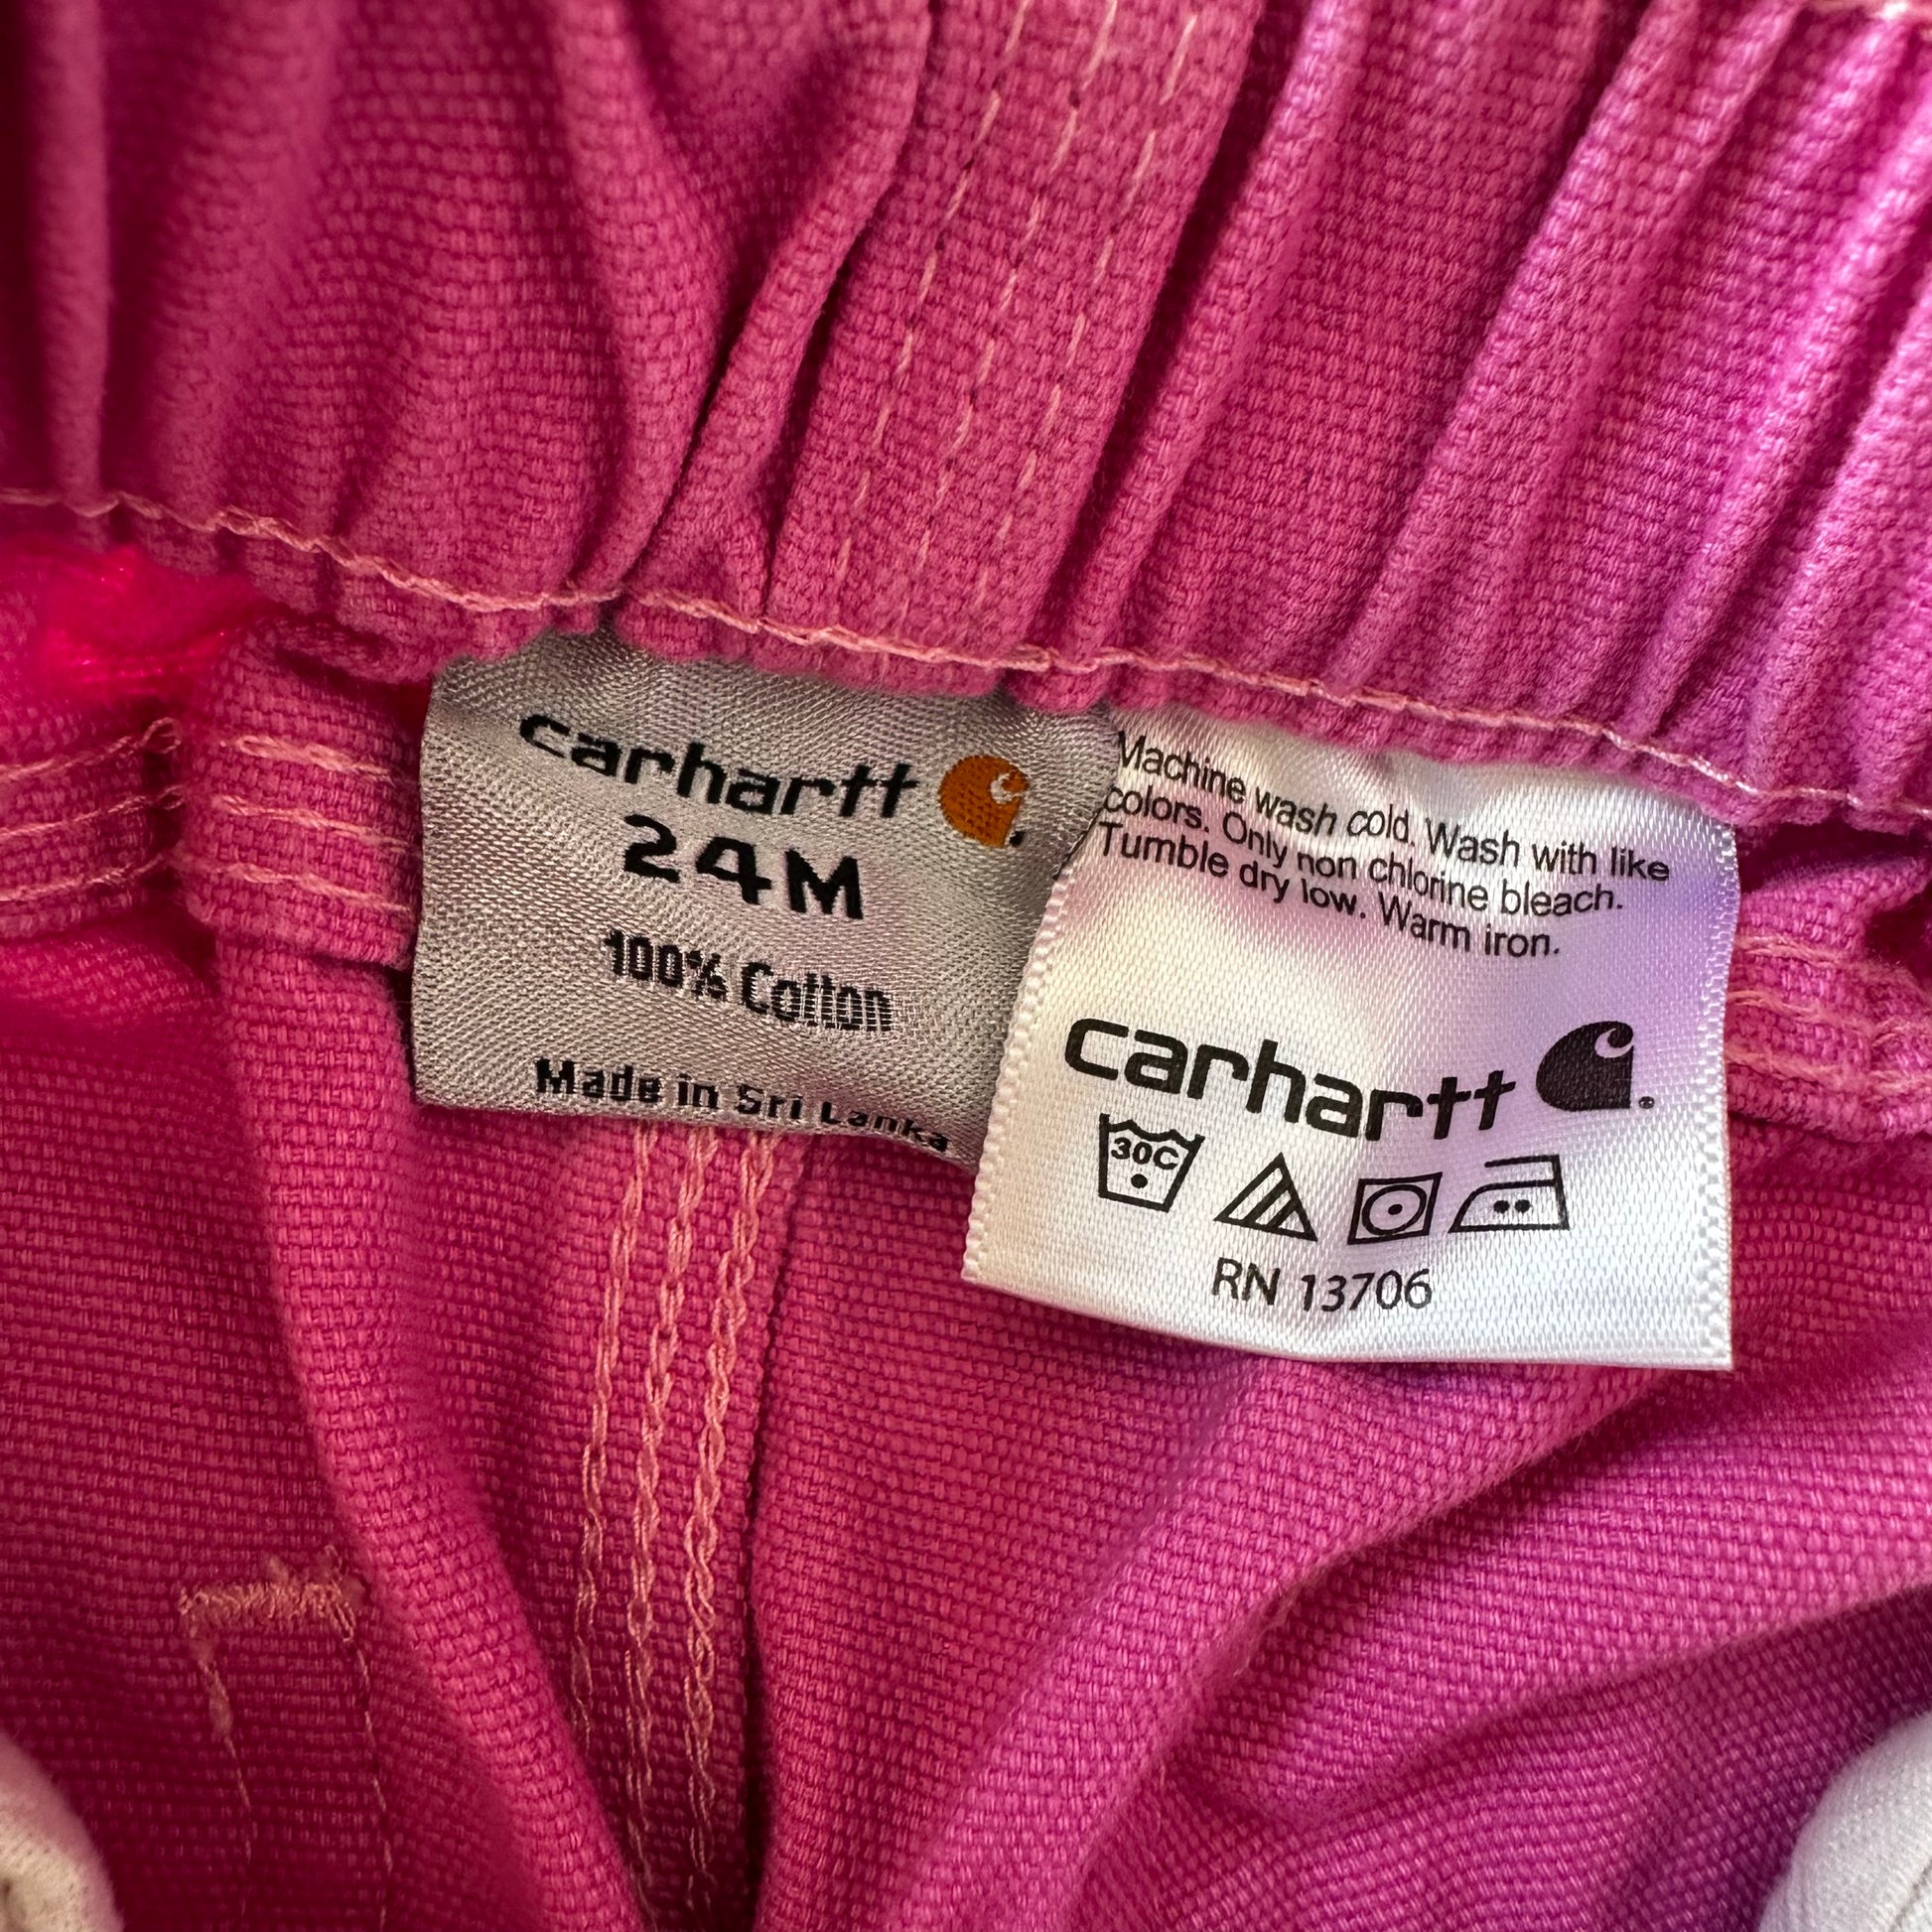 carhartt
24M
100% Cotton
Made in Sri Lanka
Machine wash cold. Wash with like
colors. Only non chlorine bleach.
Tumble dry low. Warm iron.
carhartt
30C
RN 13706